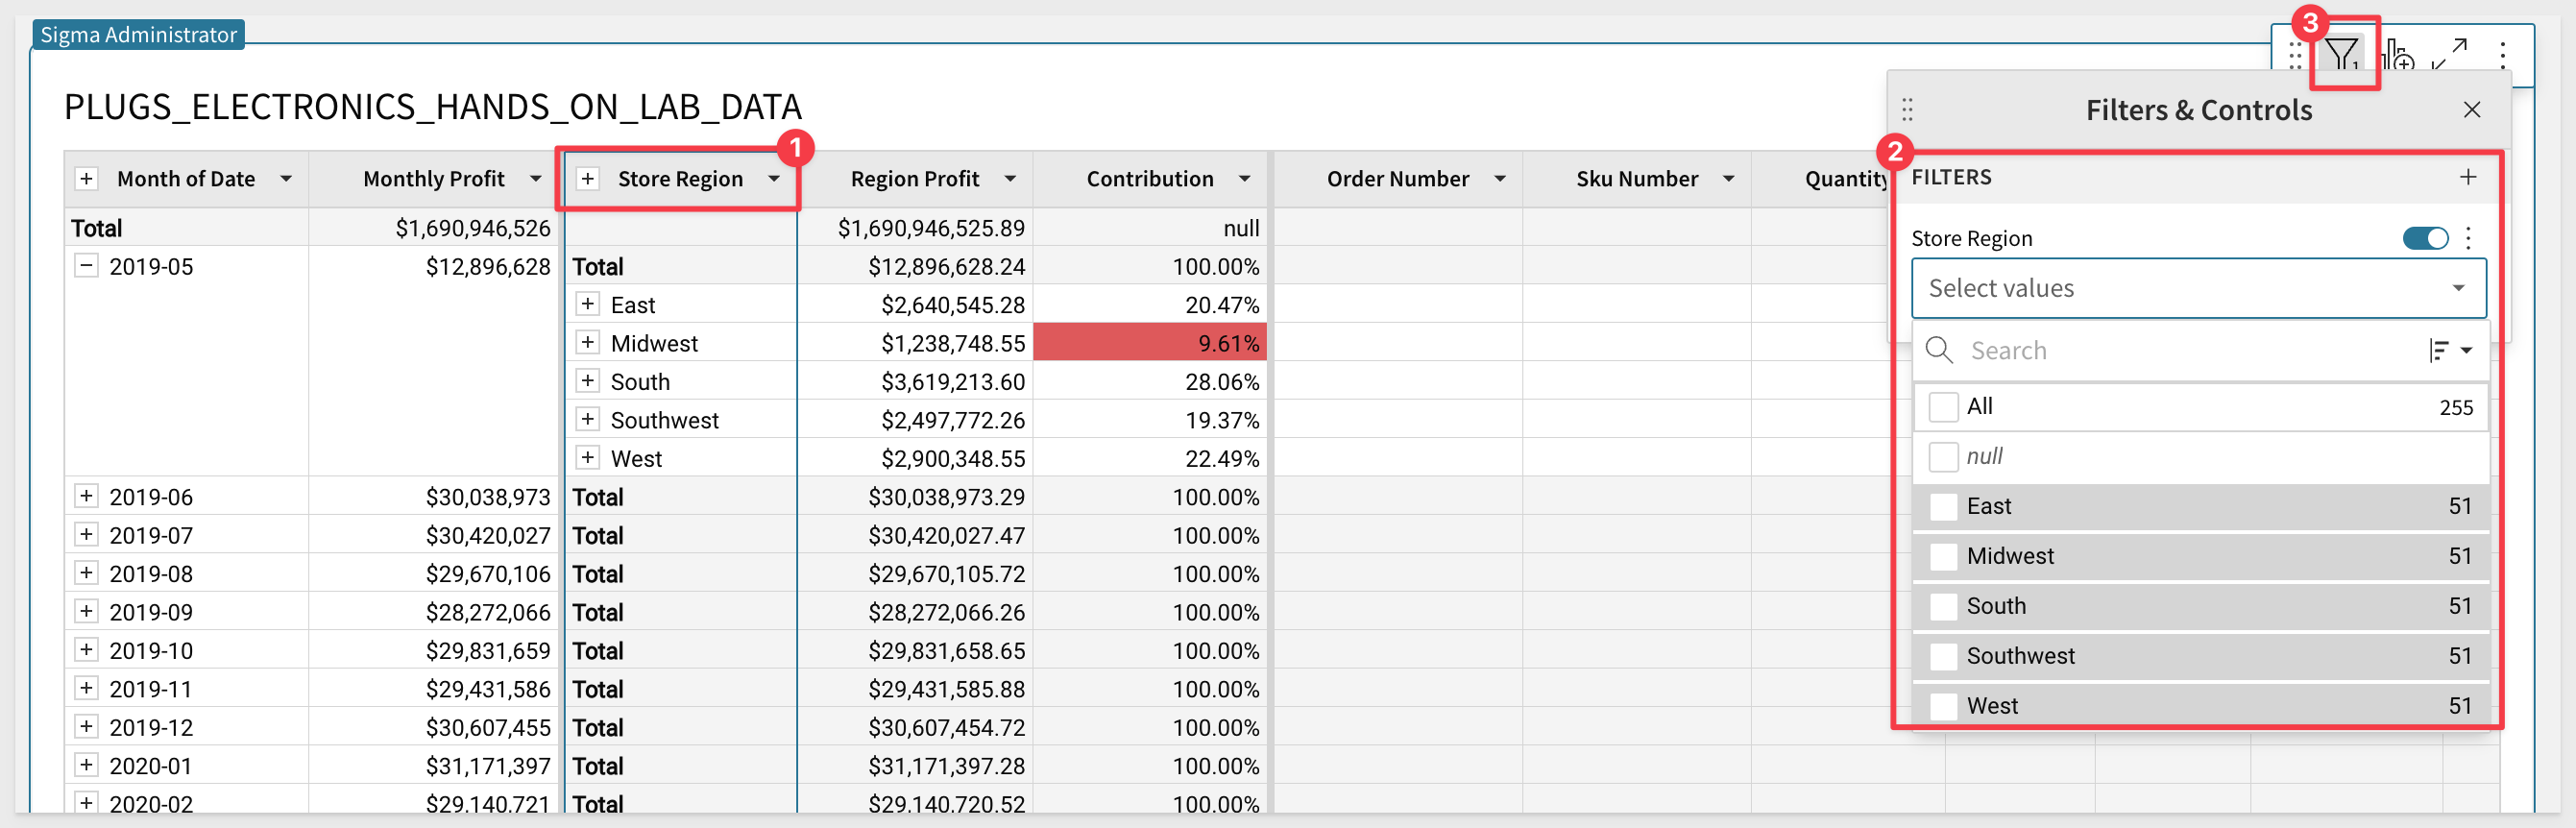 Sigma Administrator
3
1
PLUGS_ELECTRONICS_HANDS_ON_LAB_DATA
Filters & Controls
1
2
Month of Date Monthly Profit Store Region Region Profit Contribution Order Number Sku Number Quantity
FILTERS
Total $1,690,946,526 $1,690,946,525.89 null
Store Region
2019-05 $12,896,628 Total $12,896,628.24 100.00%
Select values
East $2,640,545.28 20.47%
Midwest $1,238,748.55 9.61%
Search
South $3,619,213.60 28.06%
All 255
Southwest $2,497,772.26 19.37%
null
West $2,900,348.55 22.49%
2019-06 $30,038,973 Total $30,038,973.29 100.00%
East 51
2019-07 $30,420,027 Total $30,420,027.47 100.00%
Midwest 51
2019-08 $29,670,106 Total $29,670,105.72 100.00%
South 51
2019-09 $28,272,066 Total $28,272,066.26 100.00%
2019-10 $29,831,659 Total $29,831,658.65 100.00%
Southwest 51
2019-11 $29,431,586 Total $29,431,585.88 100.00%
West 51
2019-12 $30,607,455 Total $30,607,454.72 100.00%
2020-01 $31,171,397 Total $31,171,397.28 100.00%
2020-02 $29,140,721 Total $29,140,720.52 100.00%